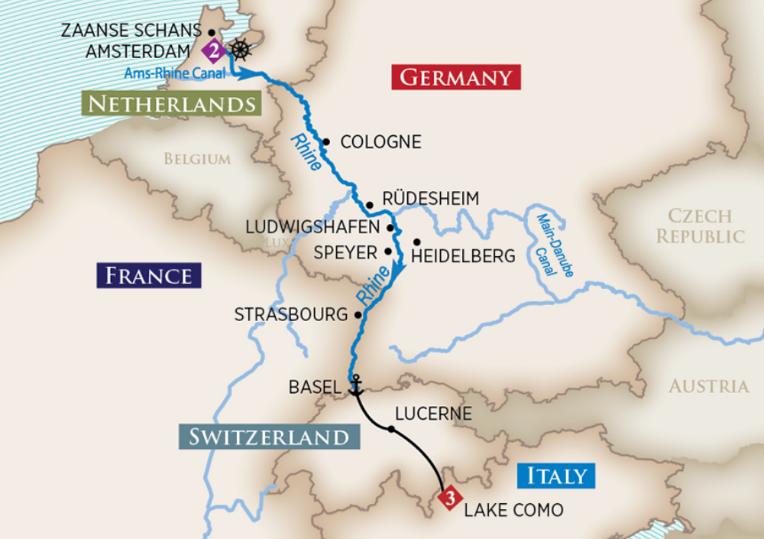 ZAANSE SCHANS
AMSTERDAM
2
Ams-Rhine Canal
NETHERLANDS
GERMANY
BELGIUM
Rhine
COLOGNE
RÜDESHEIM
LUDWIGSHAFEN
LUX
SPEYER
HEIDELBERG
Main-Danube
Canal
CZECH
REPUBLIC
FRANCE
Rhine
STRASBOURG
BASEL
AUSTRIA
LUCERNE
SWITZERLAND
ITALY
3
LAKE COMO